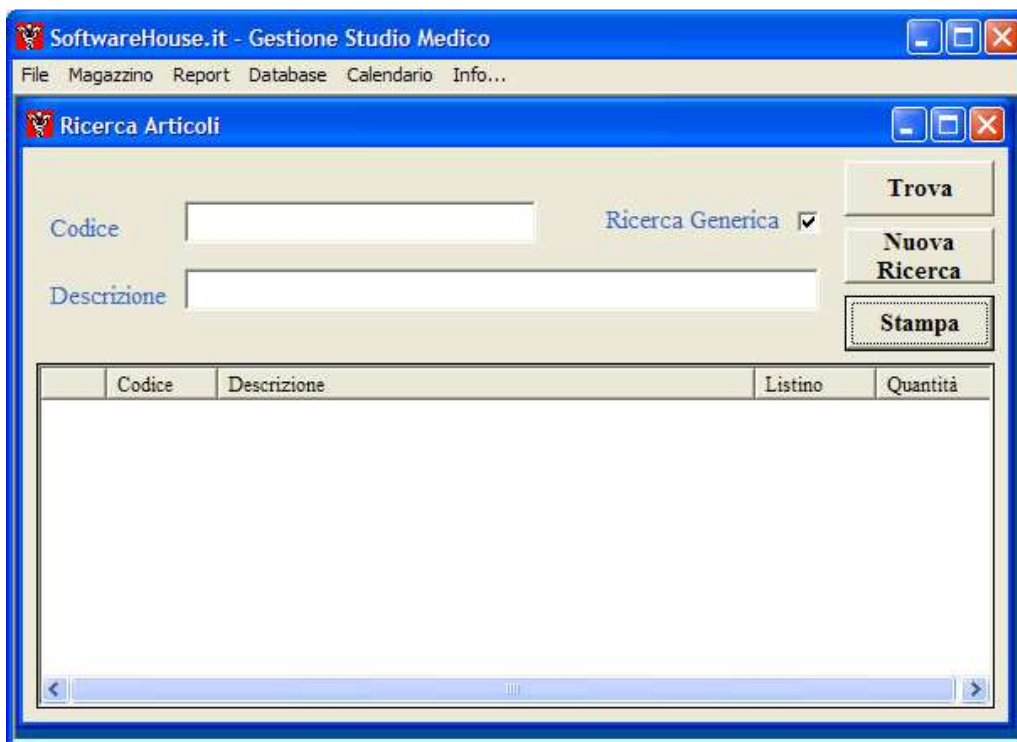 SoftwareHouse.it - Gestione Studio Medico
File Magazzino Report Database Calendario Info...
Ricerca Articoli
Trova
Codice
Ricerca Generica
Nuova
Ricerca
Descrizione
Stampa
Codice Descrizione Listino Quantità